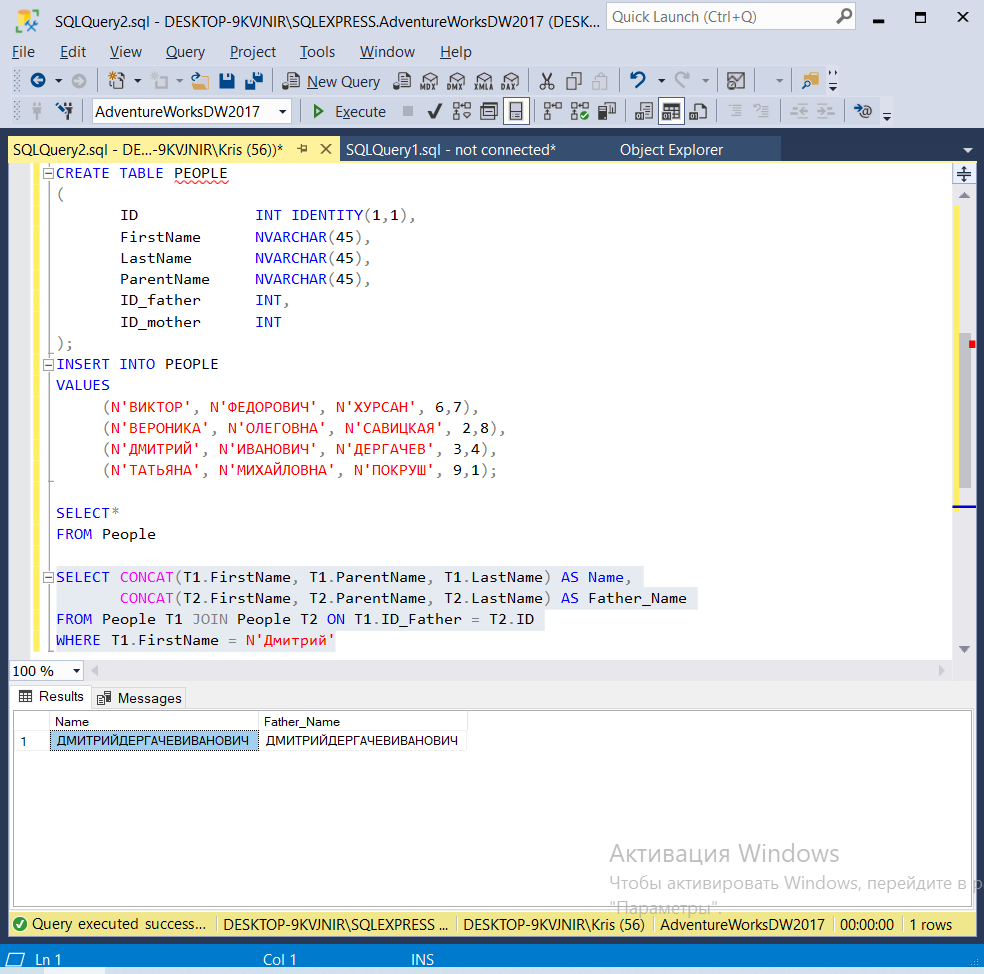 SQLQuery2.sql - DESKTOP-9KVJNIR\SQLEXPRESS.AdventureWorksDW2017 (DESK...
Quick Launch (Ctrl+Q)
File Edit View Query Project Tools Window Help
New Query MDX DMX XMLA DAX
AdventureWorksDW2017 Execute
SQLQuery2.sql - DE...-9KVJNIR\Kris (56))* SQLQuery1.sql - not connected* Object Explorer
CREATE TABLE PEOPLE
(
ID INT IDENTITY(1,1),
FirstName NVARCHAR(45),
LastName NVARCHAR(45),
ParentName NVARCHAR(45),
ID_father INT,
ID_mother INT
);
INSERT INTO PEOPLE
VALUES
(N'ВИКТОР', N'ФЕДОРОВИЧ', N'ХУРСАН', 6,7),
(N'ВЕРОНИКА', N'ОЛЕГОВНА', N'САВИЦКАЯ', 2,8),
(N'ДМИТРИЙ', N'ИВАНОВИЧ', N'ДЕРГАЧЕВ', 3,4),
(N'ТАТЬЯНА', N'МИХАЙЛОВНА', N'ПОКРУШ', 9,1);
SELECT*
FROM People
SELECT CONCAT(T1.FirstName, T1.ParentName, T1.LastName) AS Name,
CONCAT(T2.FirstName, T2.ParentName, T2.LastName) AS Father_Name
FROM People T1 JOIN People T2 ON T1.ID_Father = T2.ID
WHERE T1.FirstName = N'Дмитрий'
100 %
Results Messages
Name Father_Name
1 ДМИТРИЙДЕРГАЧЕВИВАНОВИЧ ДМИТРИЙДЕРГАЧЕВИВАНОВИЧ
Активация Windows
Чтобы активировать Windows, перейдите в р
"Параметры".
Query executed success... DESKTOP-9KVJNIR\SQLEXPRESS ... DESKTOP-9KVJNIR\Kris (56) AdventureWorksDW2017 00:00:00 1 rows
Ln 1 Col 1 INS